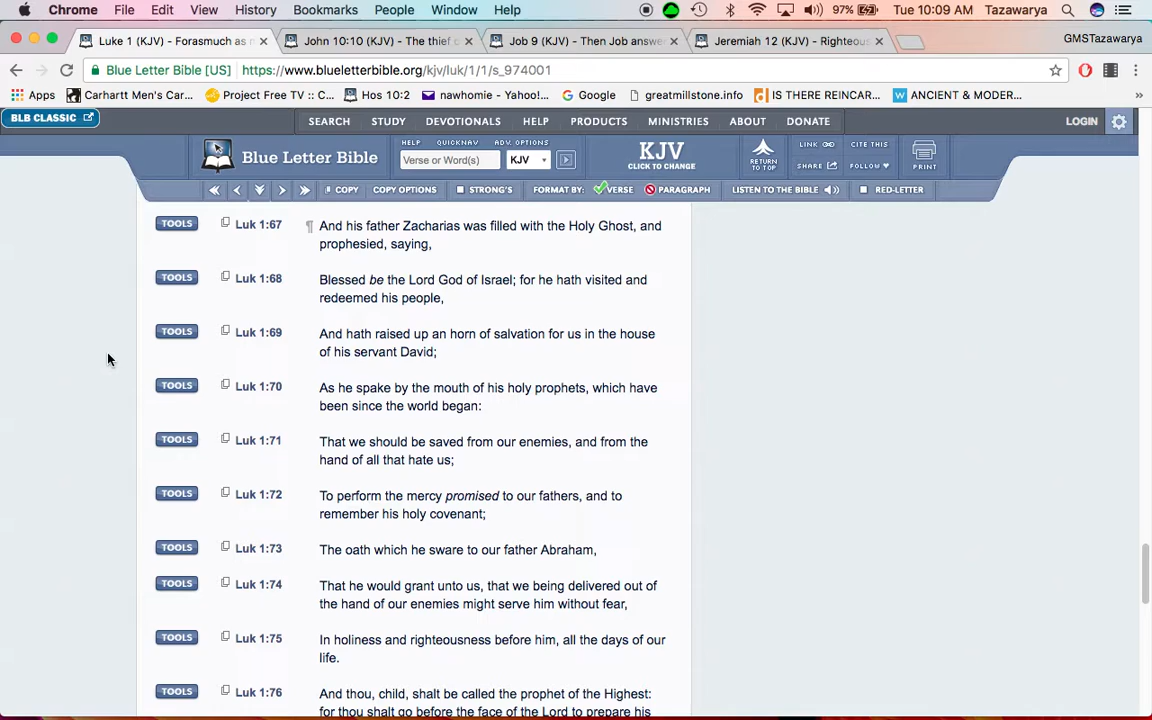 Chrome File Edit View History Bookmarks People Window Help 97% Tue 10:09 AM Tazawarya
Luke 1 (KJV) - Forasmuch as m John 10:10 (KJV) - The thief c Job 9 (KJV) - Then Job answe Jeremiah 12 (KJV) - Righteou GMSTazawarya
Blue Letter Bible [US] https://www.blueletterbible.org/kjv/luk/1/1/s_974001
Apps Carhartt Men's Car... Project Free TV :: C... Hos 10:2 nawhomie - Yahoo!... Google greatmillstone.info IS THERE REINCAR... ANCIENT & MODER... »
BLB CLASSIC SEARCH STUDY DEVOTIONALS HELP PRODUCTS MINISTRIES ABOUT DONATE LOGIN
HELP QUICKNAV ADV. OPTIONS
Blue Letter Bible Verse or Word(s) KJV KJV CLICK TO CHANGE RETURN TO TOP LINK CITE THIS SHARE FOLLOW PRINT
COPY COPY OPTIONS STRONG'S FORMAT BY: VERSE PARAGRAPH LISTEN TO THE BIBLE RED-LETTER
TOOLS Luk 1:67 ¶ And his father Zacharias was filled with the Holy Ghost, and
prophesied, saying,
TOOLS Luk 1:68 Blessed be the Lord God of Israel; for he hath visited and
redeemed his people,
TOOLS Luk 1:69 And hath raised up an horn of salvation for us in the house
of his servant David;
TOOLS Luk 1:70 As he spake by the mouth of his holy prophets, which have
been since the world began:
TOOLS Luk 1:71 That we should be saved from our enemies, and from the
hand of all that hate us;
TOOLS Luk 1:72 To perform the mercy promised to our fathers, and to
remember his holy covenant;
TOOLS Luk 1:73 The oath which he sware to our father Abraham,
TOOLS Luk 1:74 That he would grant unto us, that we being delivered out of
the hand of our enemies might serve him without fear,
TOOLS Luk 1:75 In holiness and righteousness before him, all the days of our
life.
TOOLS Luk 1:76 And thou, child, shalt be called the prophet of the Highest:
for thou shalt go before the face of the Lord to prepare his